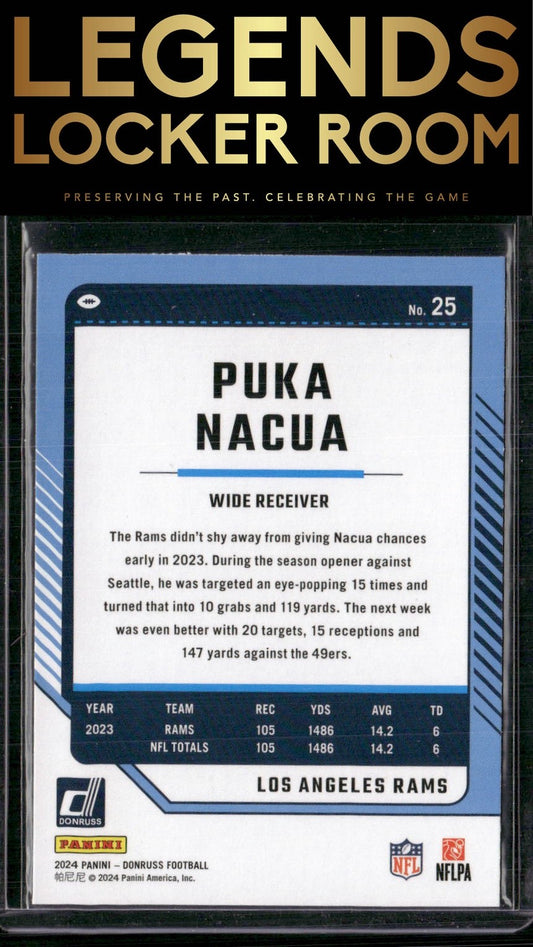 LEGENDS
LOCKER ROOM
PRESERVING THE PAST. CELEBRATING THE GAME
No. 25
PUKA
NACUA
WIDE RECEIVER
The Rams didn't shy away from giving Nacua chances
early in 2023. During the season opener against
Seattle, he was targeted an eye-popping 15 times and
turned that into 10 grabs and 119 yards. The next week
was even better with 20 targets, 15 receptions and
147 yards against the 49ers.
YEAR TEAM REC YDS AVG TD
2023 RAMS 105 1486 14.2 6
NFL TOTALS 105 1486 14.2 6
LOS ANGELES RAMS
DONRUSS
PANINI
2024 PANINI – DONRUSS FOOTBALL
帕尼尼 © 2024 Panini America, Inc.
NFL
NFLPA